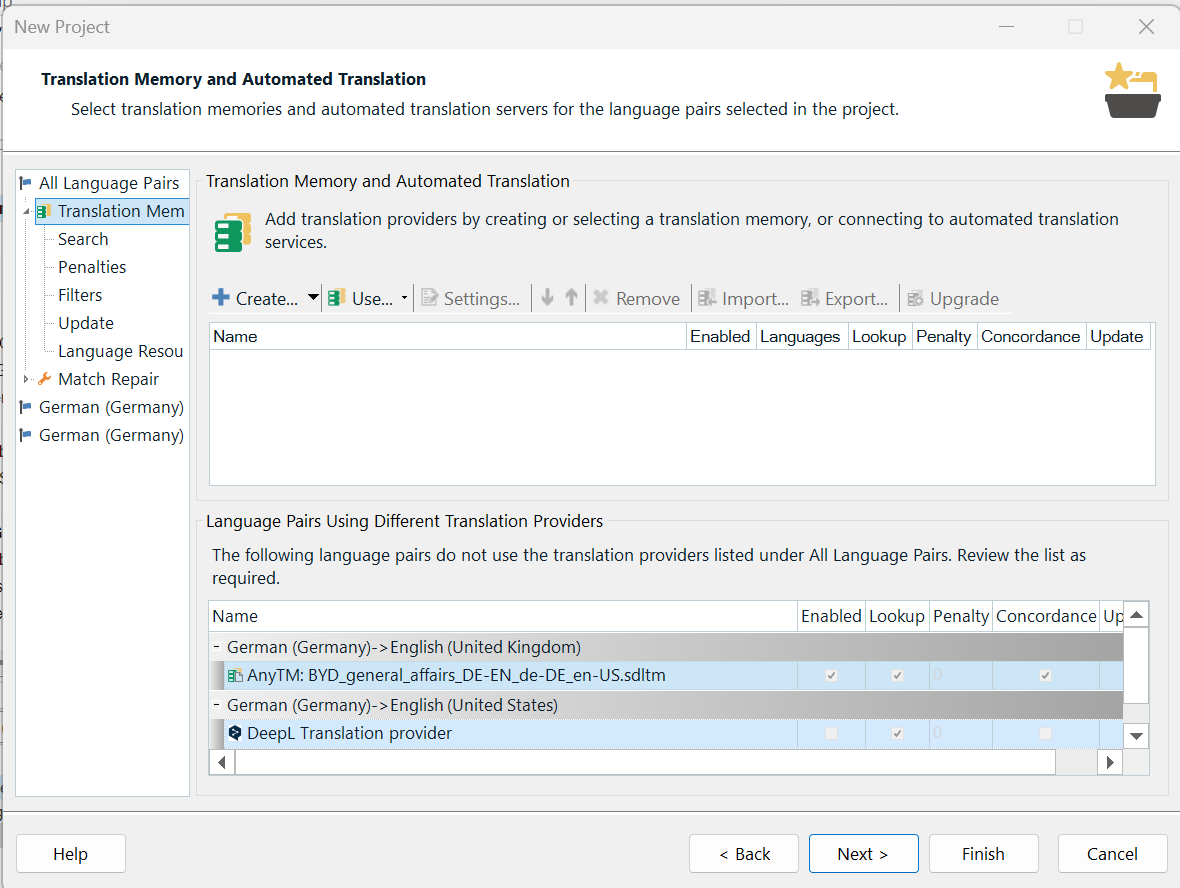 New Project
Translation Memory and Automated Translation
Select translation memories and automated translation servers for the language pairs selected in the project.
All Language Pairs
Translation Mem
Search
Penalties
Filters
Update
Language Resou
Match Repair
German (Germany)
German (Germany)
Translation Memory and Automated Translation
Add translation providers by creating or selecting a translation memory, or connecting to automated translation
services.
Create... Use... Settings... Remove Import... Export... Upgrade
Name Enabled Languages Lookup Penalty Concordance Update
Language Pairs Using Different Translation Providers
The following language pairs do not use the translation providers listed under All Language Pairs. Review the list as
required.
Name Enabled Lookup Penalty Concordance Up
- German (Germany)->English (United Kingdom)
AnyTM: BYD_general_affairs_DE-EN_de-DE_en-US.sdltm 0
- German (Germany)->English (United States)
DeepL Translation provider 0
Help < Back Next > Finish Cancel